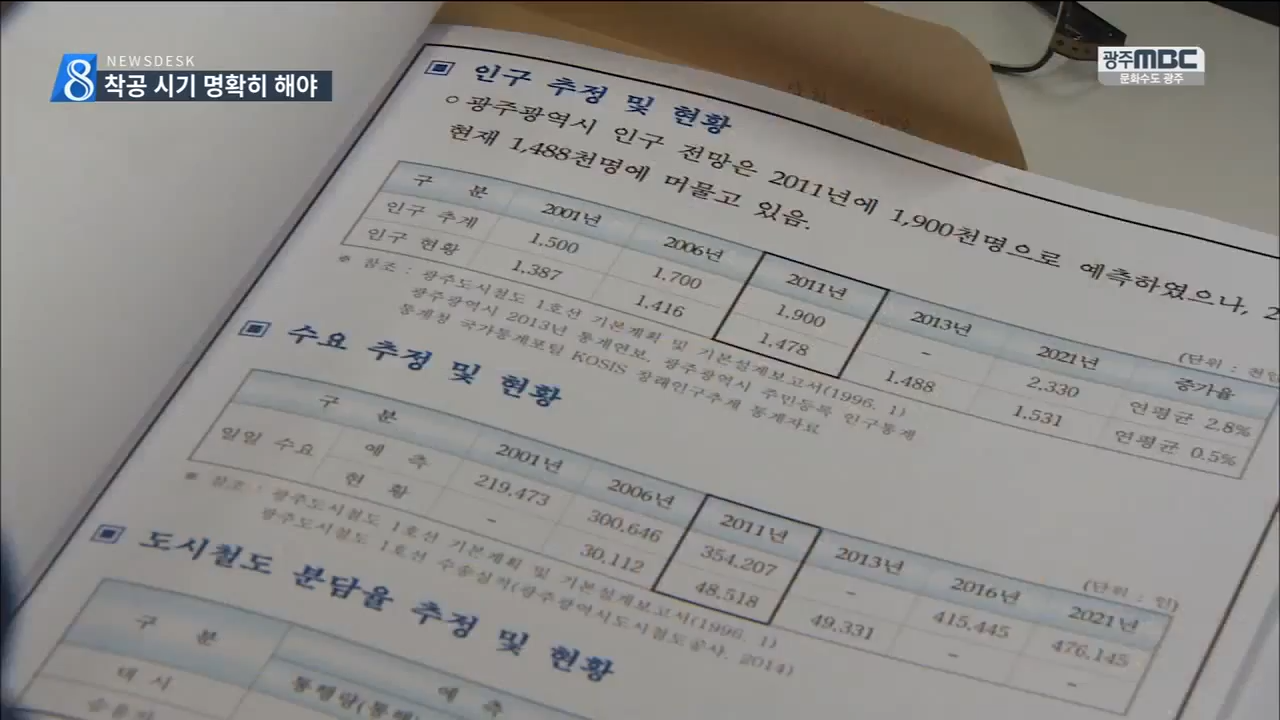 NEWSDESK
8 착공 시기 명확히 해야
광주MBC
문화수도 광주
▣ 인구 추정 및 현황
○ 광주광역시 인구 전망은 2011년에 1,900천명으로 예측하였으나, 2
현재 1,488천명에 머물고 있음.
(단위 : 천인
구 분 2001년 2006년 2011년 2013년 2021년 증가율
인구 추계 1.500 1.700 1.900 - 2.330 연평균 2.8%
인구 현황 1.387 1.416 1.478 1.488 1.531 연평균 0.5%
※ 참조 : 광주도시철도 1호선 기본계획 및 기본설계보고서(1996. 1)
광주광역시 2013년 통계연보, 광주광역시 주민등록 인구통계
통계청 국가통계포털 KOSIS 장래인구추계 통계자료
▣ 수요 추정 및 현황
(단위 : 인)
구 분 2001년 2006년 2011년 2013년 2016년 2021년
일일 수요 예 측 219.473 300.646 354.207 - 415.445 476.145
현 황 - 30.112 48.518 49.331 - -
※ 참조 : 광주도시철도 1호선 기본계획 및 기본설계보고서(1996. 1)
광주도시철도 1호선 수송실적(광주광역시도시철도공사, 2014)
▣ 도시철도 분담율 추정 및 현황
구 분 예 측
택 시 통행량(통행)
승용차